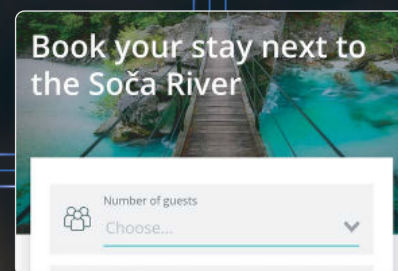 Book your stay next to
the Soča River
Number of guests
Choose...